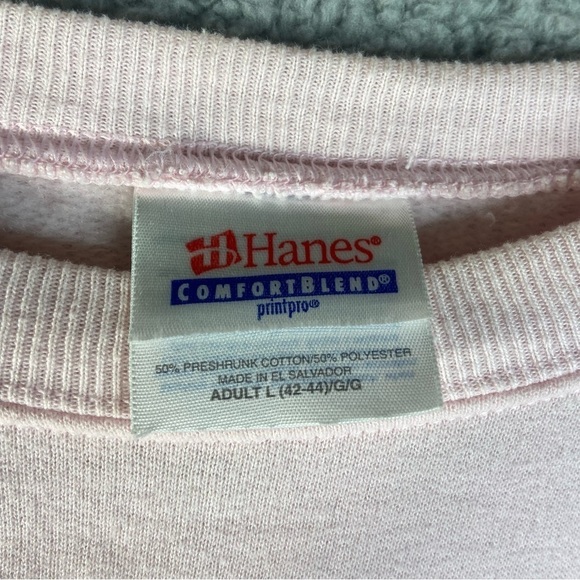 Hanes®
COMFORTBLEND®
printpro®
50% PRESHRUNK COTTON/50% POLYESTER
MADE IN EL SALVADOR
ADULT L (42-44)/G/G